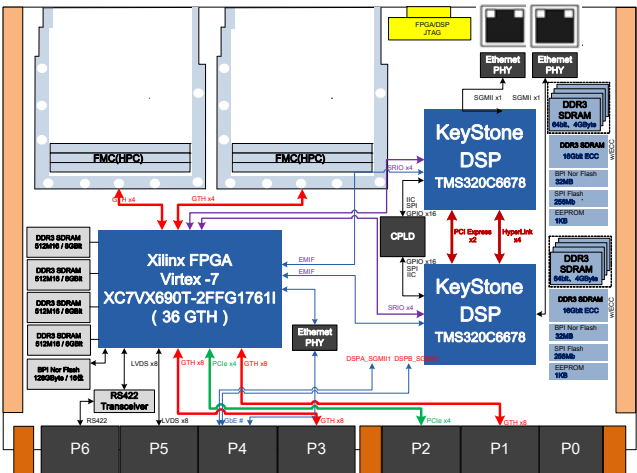 FPGA/DSP
JTAG
Ethernet
PHY
Ethernet
PHY
SGMII x1
SGMII x1
FMC(HPC)
FMC(HPC)
GTH x4
GTH x4
SRIO x4
KeyStone
DSP
TMS320C6678
DDR3
SDRAM
64bit、4GByte
DDR3 SDRAM
16Gbit ECC
w/ECC
BPI Nor Flash
32MB
SPI Flash
256Mb
EEPROM
1KB
IIC
SPI
GPIO x16
CPLD
GPIO x16
SPI
IIC
PCI Express
x2
HyperLink
x4
DDR3 SDRAM
512M16 / 8GBit
DDR3 SDRAM
512M16 / 8GBit
DDR3 SDRAM
512M16 / 8GBit
DDR3 SDRAM
512M16 / 8GBit
BPI Nor Flash
128GByte / 16位
Xilinx FPGA
Virtex -7
XC7VX690T-2FFG1761I
( 36 GTH )
EMIF
EMIF
Ethernet
PHY
SRIO x4
KeyStone
DSP
TMS320C6678
DDR3
SDRAM
64bit、4GByte
DDR3 SDRAM
16Gbit ECC
w/ECC
BPI Nor Flash
32MB
SPI Flash
256Mb
EEPROM
1KB
RS422
Transceiver
LVDS x8
GTH x8
PCIe x4
GTH x8
DSPA_SGMII1
RS422
LVDS x8
GbE #
GTH x8
PCIe x4
GTH x8
P6
P5
P4
P3
P2
P1
P0